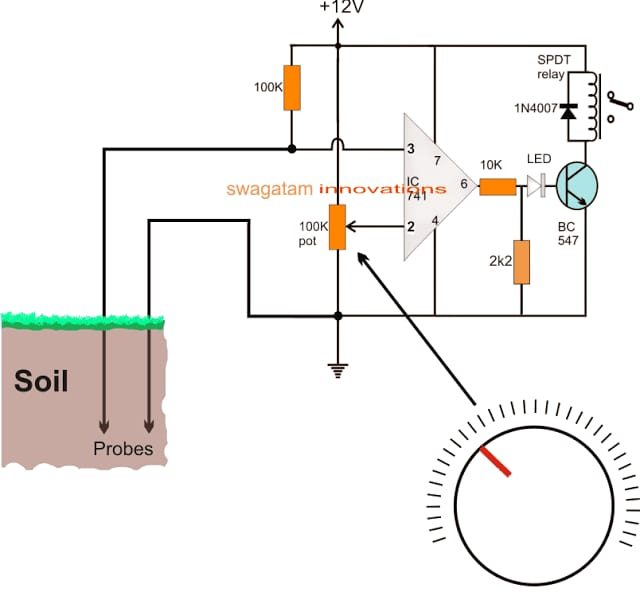 +12V
SPDT
relay
100K
1N4007
3
7
10K
LED
IC
741
6
swagatam innovations
100K
pot
2
4
BC
547
2k2
Soil
Probes